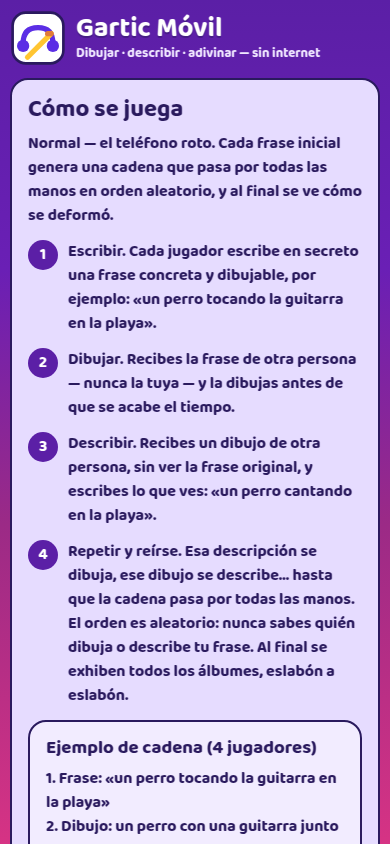 Gartic Móvil
Dibujar · describir · adivinar — sin internet
Cómo se juega
Normal — el teléfono roto. Cada frase inicial
genera una cadena que pasa por todas las
manos en orden aleatorio, y al final se ve cómo
se deformó.
1 Escribir. Cada jugador escribe en secreto
una frase concreta y dibujable, por
ejemplo: «un perro tocando la guitarra
en la playa».
2 Dibujar. Recibes la frase de otra persona
— nunca la tuya — y la dibujas antes de
que se acabe el tiempo.
3 Describir. Recibes un dibujo de otra
persona, sin ver la frase original, y
escribes lo que ves: «un perro cantando
en la playa».
4 Repetir y reírse. Esa descripción se
dibuja, ese dibujo se describe... hasta
que la cadena pasa por todas las manos.
El orden es aleatorio: nunca sabes quién
dibuja o describe tu frase. Al final se
exhiben todos los álbumes, eslabón a
eslabón.
Ejemplo de cadena (4 jugadores)
1. Frase: «un perro tocando la guitarra en
la playa»
2. Dibujo: un perro con una guitarra junto